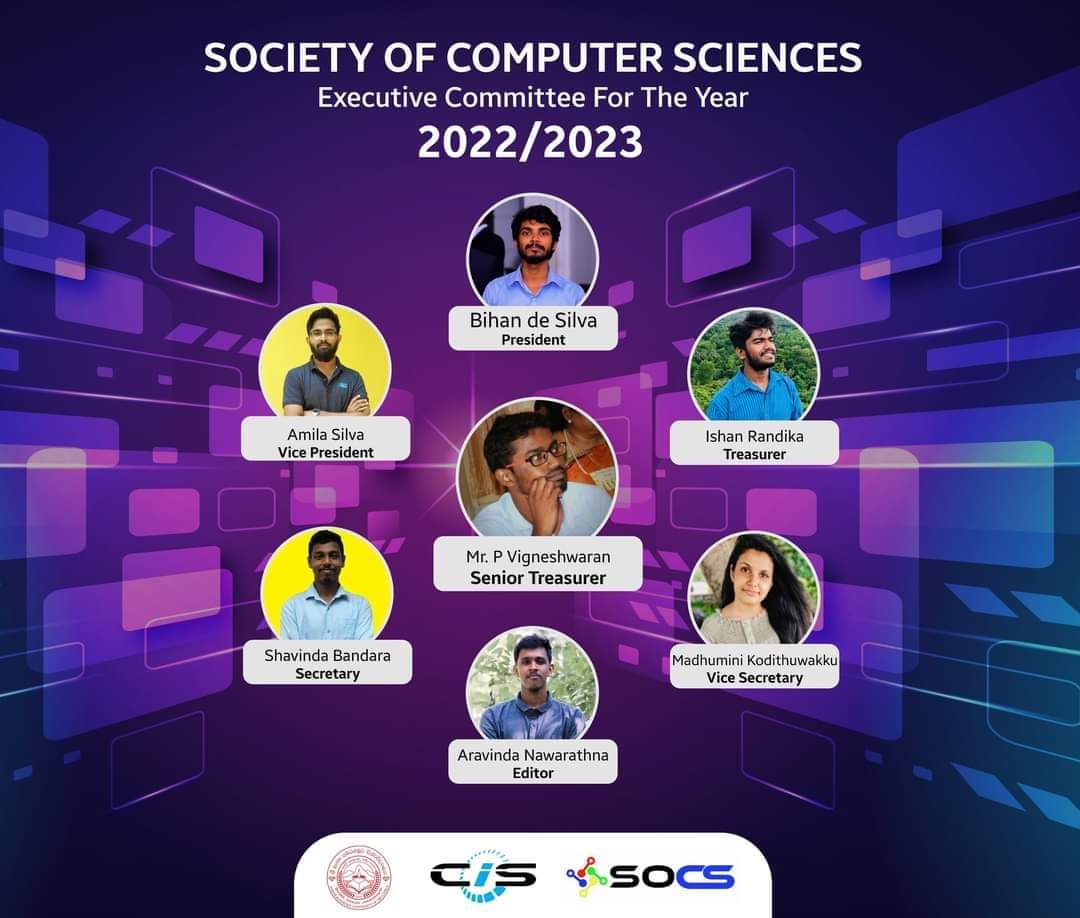 SOCIETY OF COMPUTER SCIENCES
Executive Committee For The Year
2022/2023
Bihan de Silva
President
Amila Silva
Vice President
Ishan Randika
Treasurer
Mr. P Vigneshwaran
Senior Treasurer
Shavinda Bandara
Secretary
Madhumini Kodithuwakku
Vice Secretary
Aravinda Nawarathna
Editor
CIS
SOCS